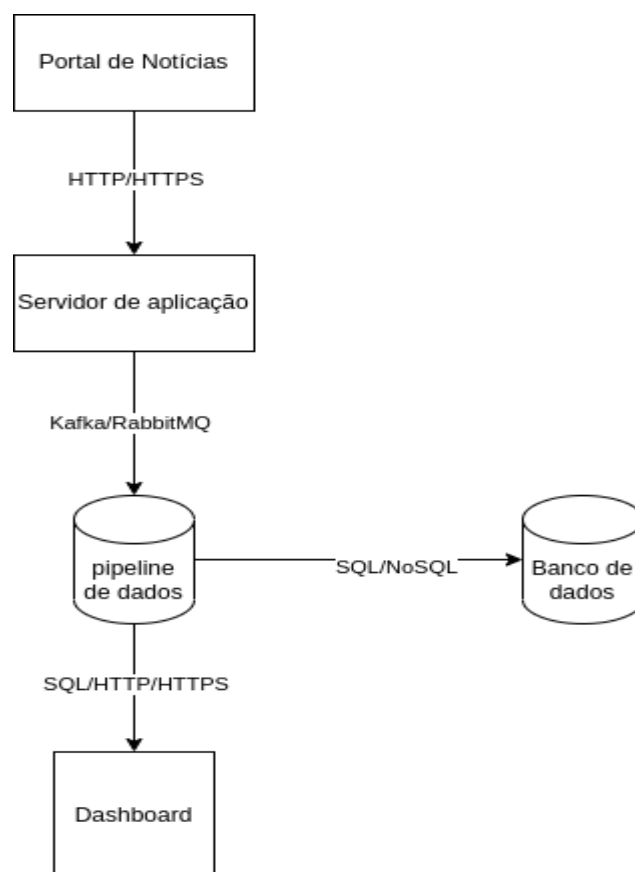 Portal de Notícias
HTTP/HTTPS
Servidor de aplicação
Kafka/RabbitMQ
pipeline
de dados
SQL/NoSQL
Banco de
dados
SQL/HTTP/HTTPS
Dashboard